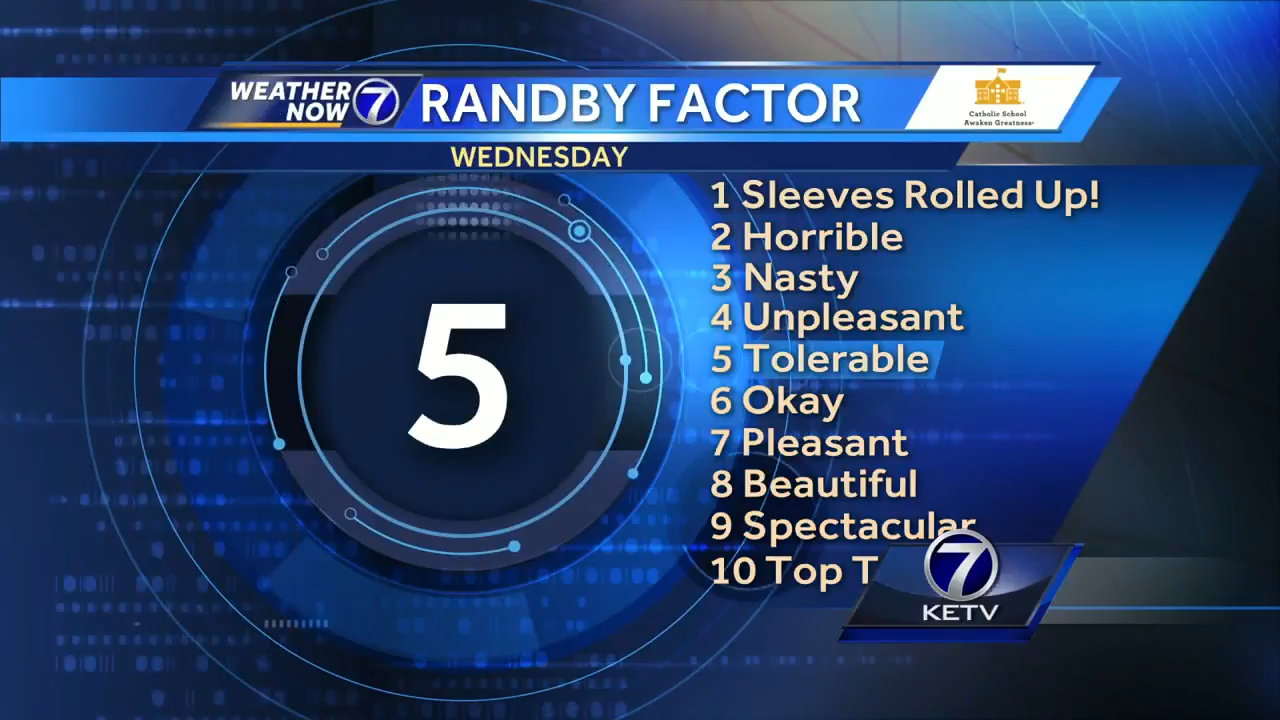 WEATHER
NOW 7
RANDBY FACTOR
Catholic School
Awaken Greatness
WEDNESDAY
5
1 Sleeves Rolled Up!
2 Horrible
3 Nasty
4 Unpleasant
5 Tolerable
6 Okay
7 Pleasant
8 Beautiful
9 Spectacular
10 Top T
7
KETV